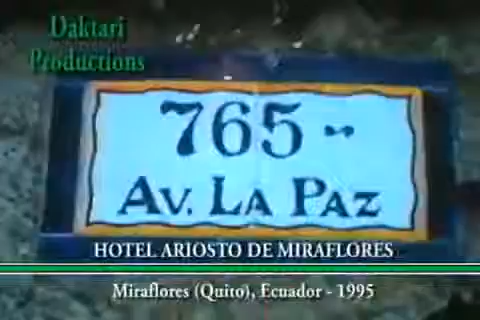 Daktari
Productions
765--
AV. LA PAZ
HOTEL ARIOSTO DE MIRAFLORES
Miraflores (Quito), Ecuador - 1995